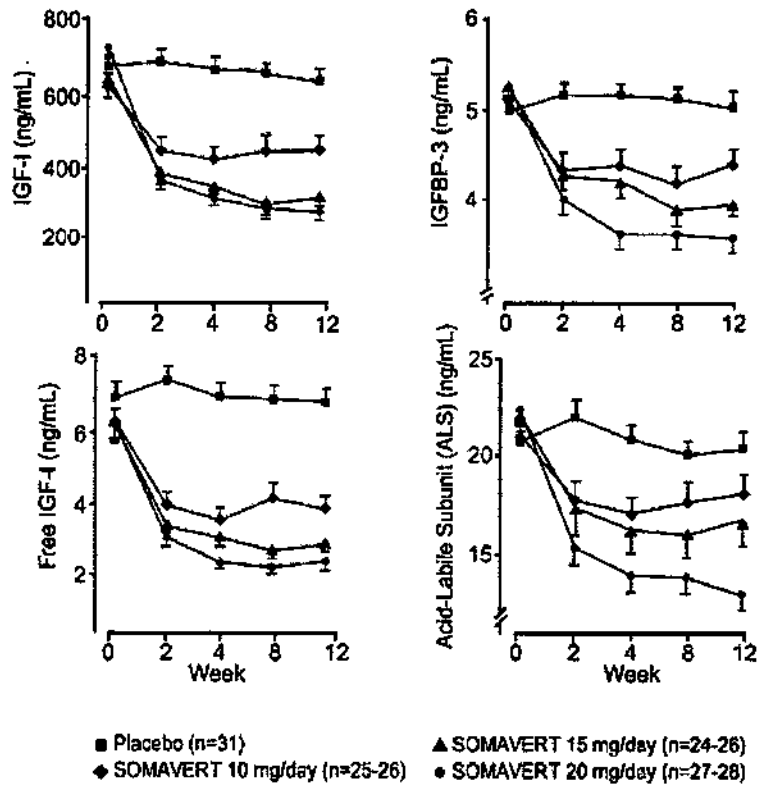 800
600
400
200
IGF-I (ng/mL)
0 2 4 8 12
6
5
4
IGFBP-3 (ng/mL)
0 2 4 8 12
8
6
4
2
Free IGF-I (ng/mL)
0 2 4 8 12
Week
25
20
15
Acid-Labile Subunit (ALS) (ng/mL)
0 2 4 8 12
Week
Placebo (n=31)
SOMAVERT 10 mg/day (n=25-26)
SOMAVERT 15 mg/day (n=24-26)
SOMAVERT 20 mg/day (n=27-28)